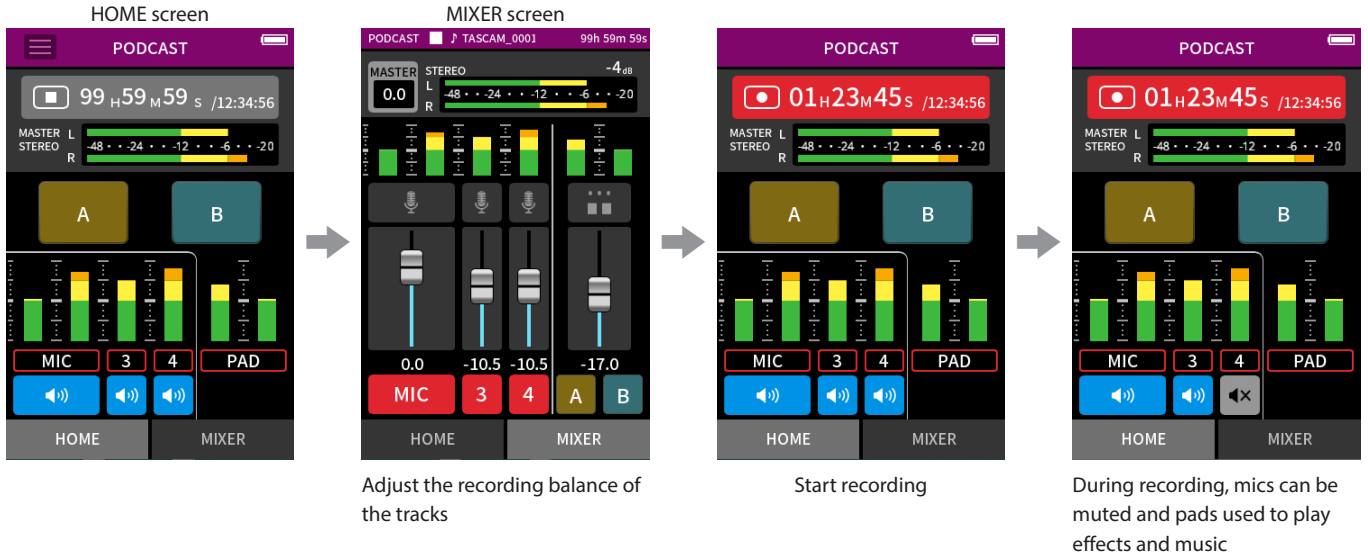 HOME screen
PODCAST
99 H 59 M 59 S /12:34:56
MASTER STEREO
L
-48 · · -24 · · -12 · · -6 · · -20
R
A B
MIC 3 4 PAD
HOME MIXER
MIXER screen
PODCAST ♪ TASCAM_0001 99h 59m 59s
MASTER
0.0
STEREO -4 dB
L
-48 · · -24 · · -12 · · -6 · · -20
R
0.0 -10.5 -10.5 -17.0
MIC 3 4 A B
HOME MIXER
Adjust the recording balance of
the tracks
PODCAST
01 H 23 M 45 S /12:34:56
MASTER STEREO
L
-48 · · -24 · · -12 · · -6 · · -20
R
A B
MIC 3 4 PAD
HOME MIXER
Start recording
PODCAST
01 H 23 M 45 S /12:34:56
MASTER STEREO
L
-48 · · -24 · · -12 · · -6 · · -20
R
A B
MIC 3 4 PAD
HOME MIXER
During recording, mics can be
muted and pads used to play
effects and music